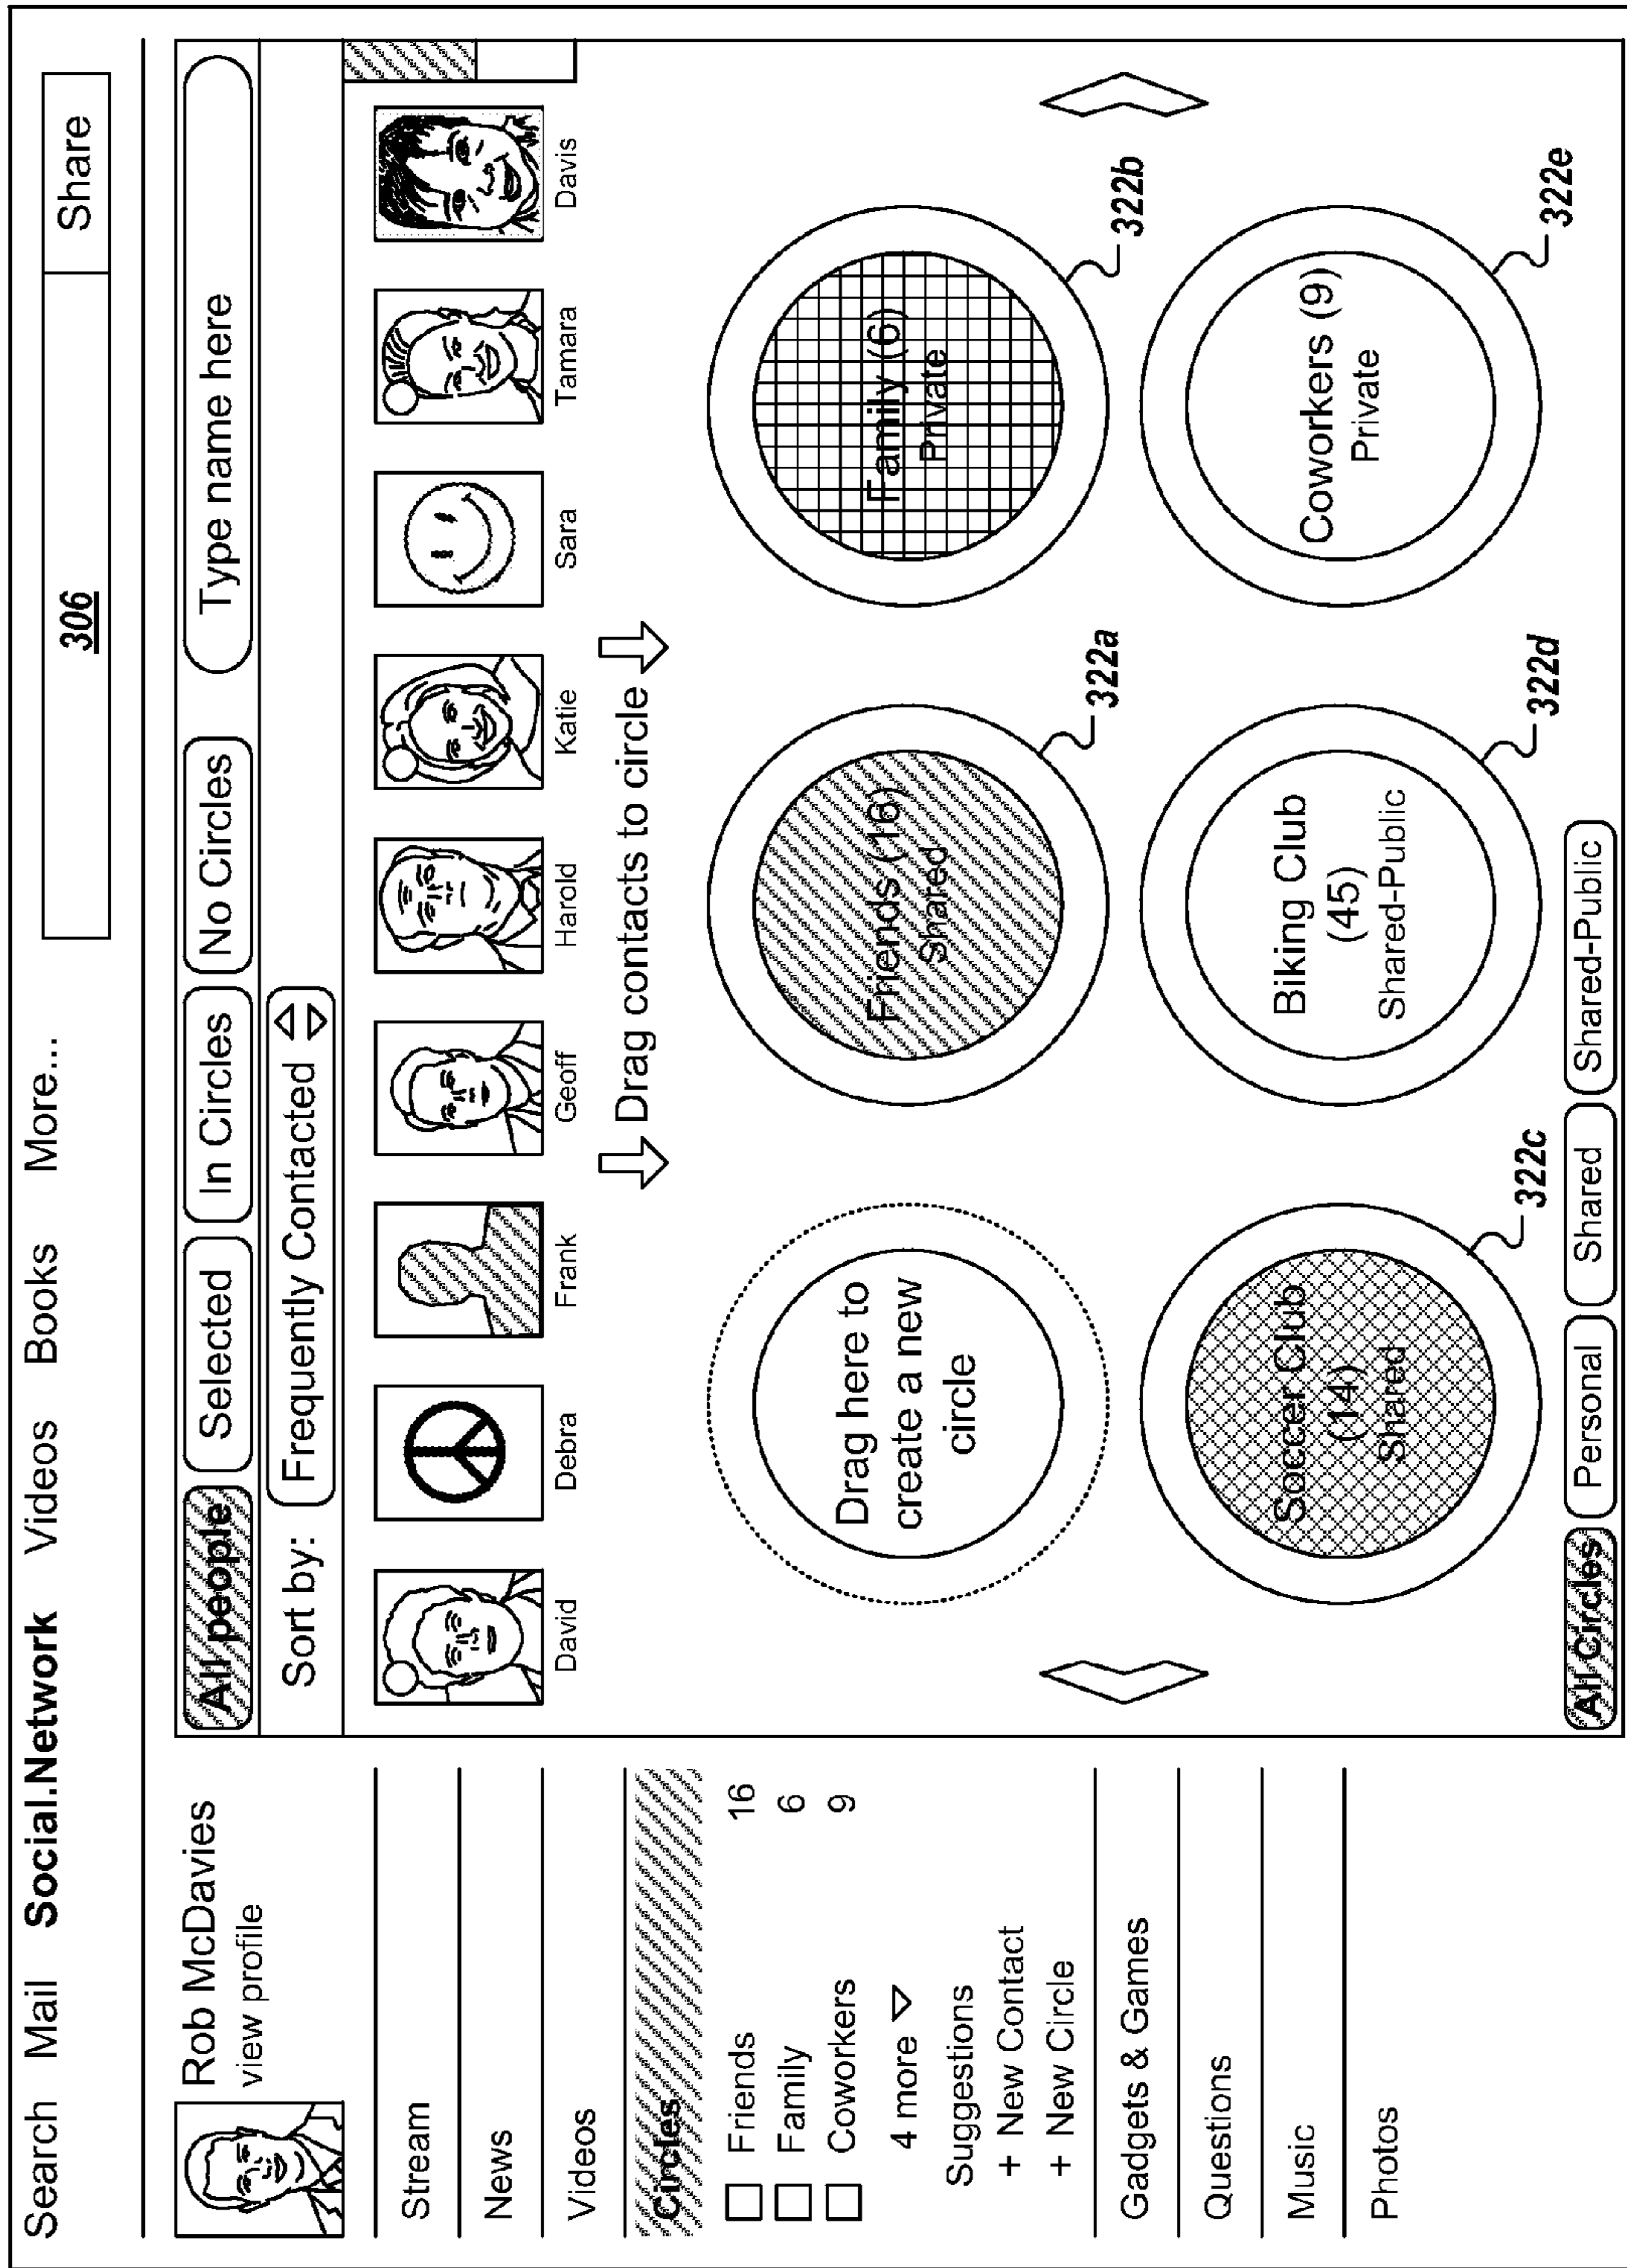 Search Mail Social.Network Videos Books More...
306
Share
Rob McDavies
view profile
Stream
News
Videos
Circles
Friends 16
Family 6
Coworkers 9
4 more
Suggestions
+ New Contact
+ New Circle
Gadgets & Games
Questions
Music
Photos
All people Selected In Circles No Circles Type name here
Sort by: Frequently Contacted
David Debra Frank Geoff Harold Katie Sara Tamara Davis
Drag contacts to circle
Drag here to
create a new
circle
Friends (16)
Shared
322a
Family (6)
Private
322b
Soccer Club
(14)
Shared
322c
Biking Club
(45)
Shared-Public
322d
Coworkers (9)
Private
322e
All Circles Personal Shared Shared-Public